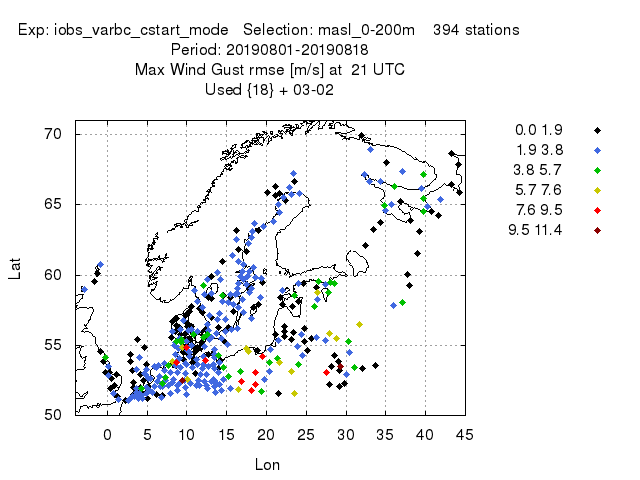 Exp: iobs_varbc_cstart_mode Selection: masl_0-200m 394 stations
Period: 20190801-20190818
Max Wind Gust rmse [m/s] at 21 UTC
Used {18} + 03-02
0.0 1.9
1.9 3.8
3.8 5.7
5.7 7.6
7.6 9.5
9.5 11.4
70
65
60
55
50
Lat
0 5 10 15 20 25 30 35 40 45
Lon